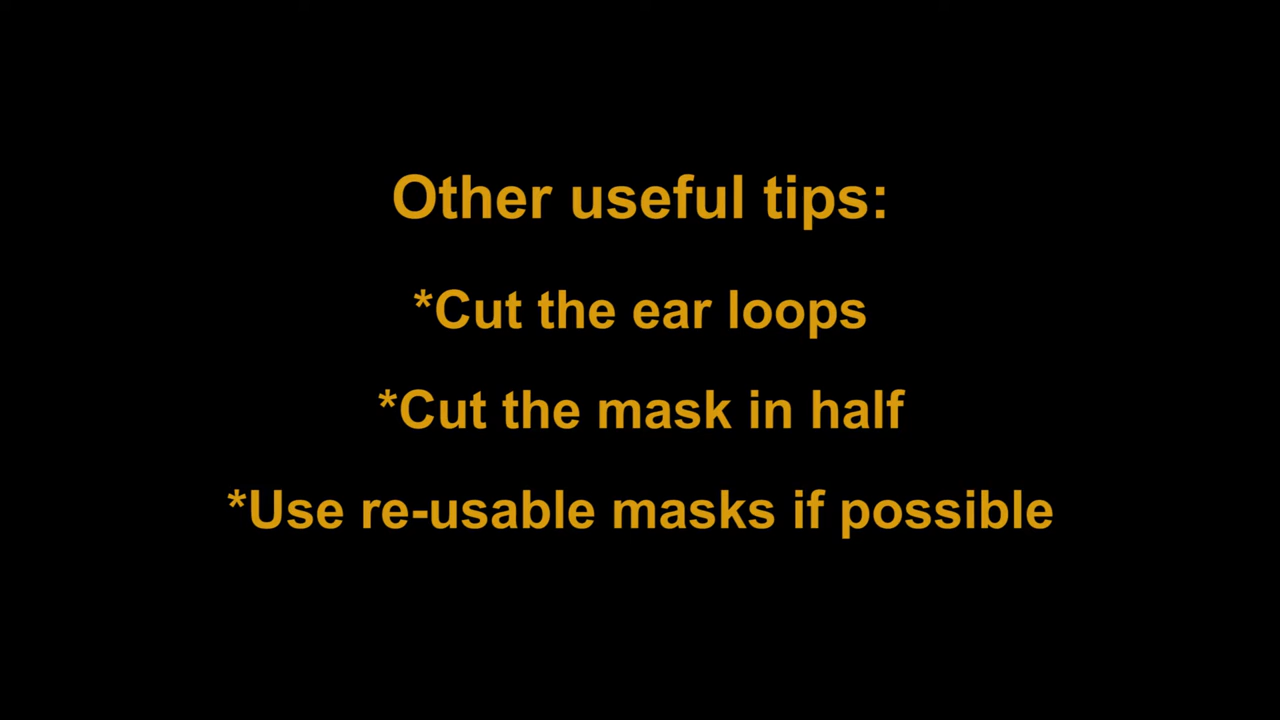 Other useful tips:
*Cut the ear loops
*Cut the mask in half
*Use re-usable masks if possible